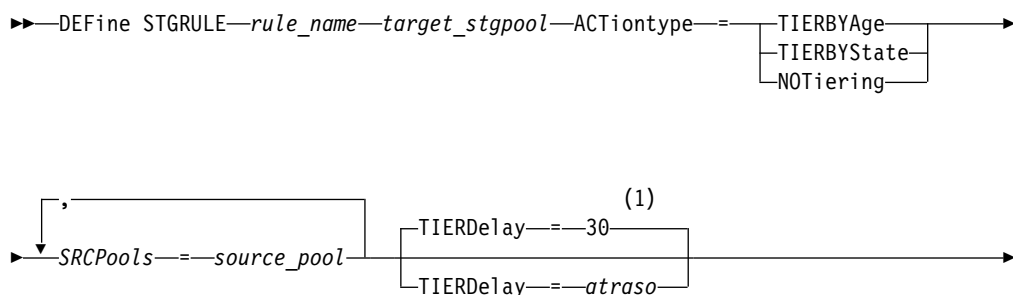 DEFine STGRULE rule_name target_stgpool ACTiontype = TIERBYAge
TIERBYState
NOTiering
,
(1)
TIERDelay = 30
SRCPools = source_pool
TIERDelay = atraso